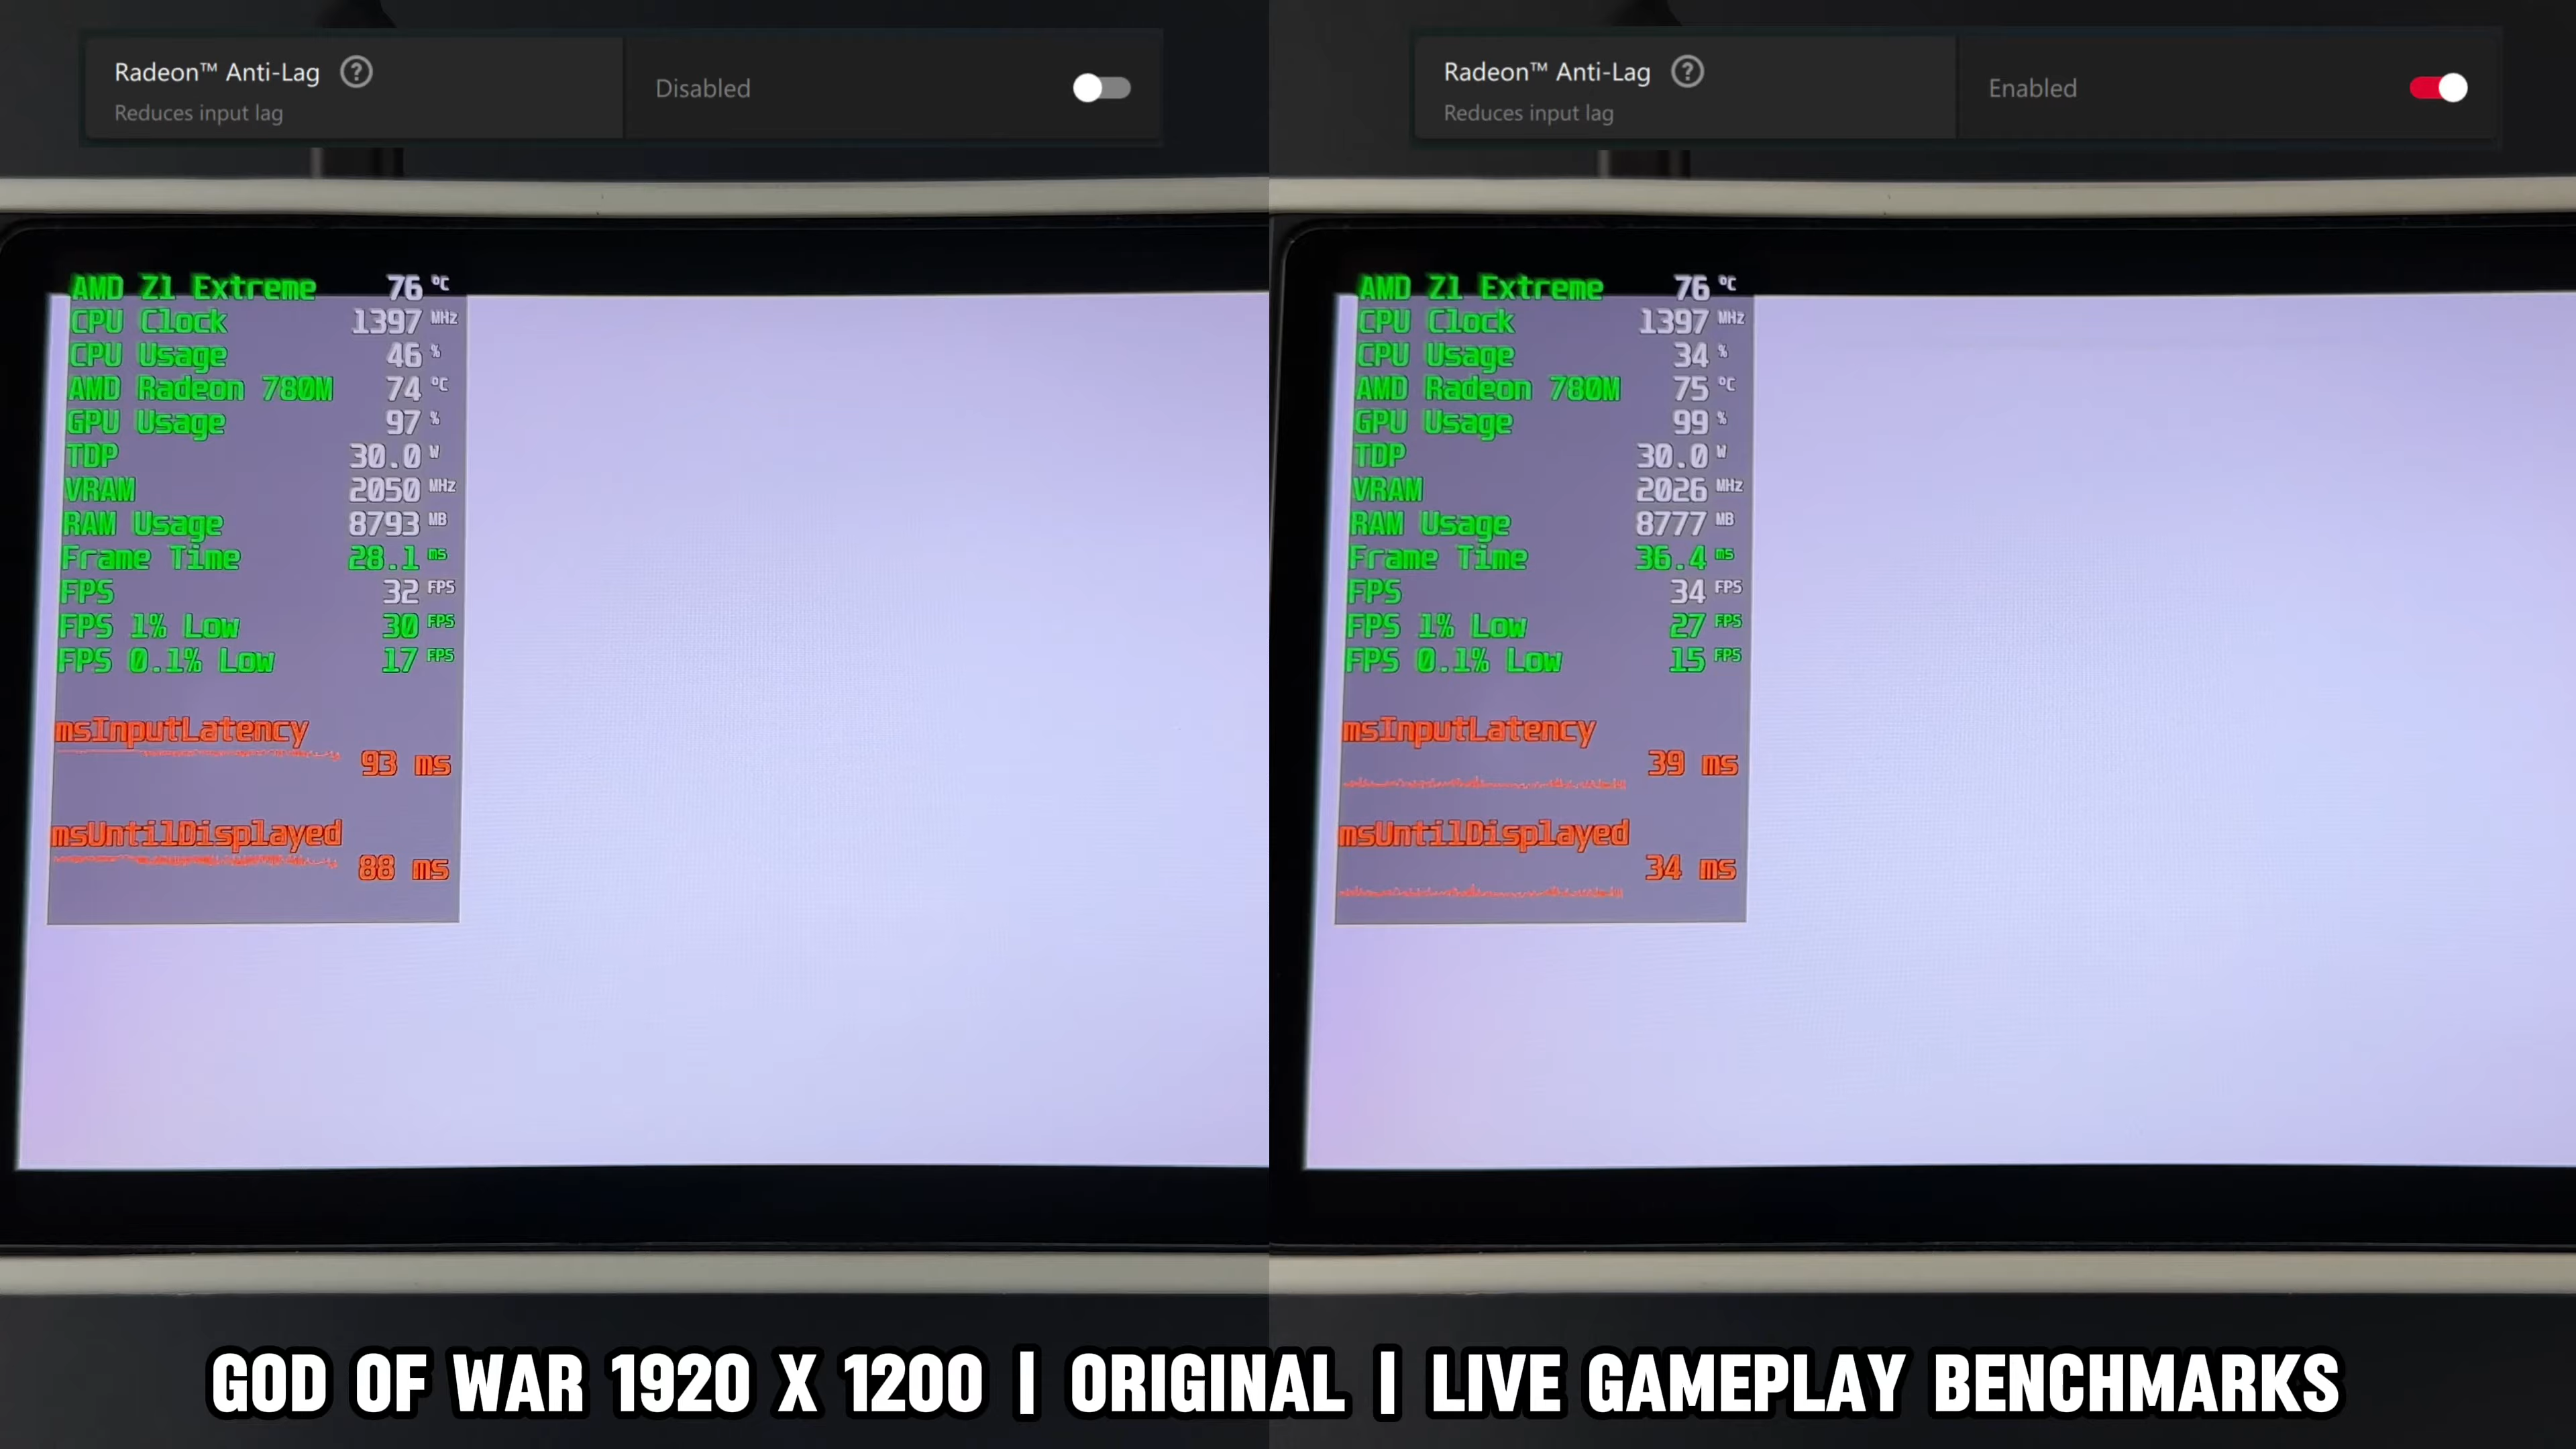 Radeon™ Anti-Lag ?
Reduces input lag
Disabled
AMD Z1 Extreme 76 °C
CPU Clock 1397 MHz
CPU Usage 46 %
AMD Radeon 780M 74 °C
GPU Usage 97 %
TDP 30.0 W
VRAM 2050 MHz
RAM Usage 8793 MB
Frame Time 28.1 ms
FPS 32 FPS
FPS 1% Low 30 FPS
FPS 0.1% Low 17 FPS
msInputLatency
93 ms
msUntilDisplayed
88 ms
Radeon™ Anti-Lag ?
Reduces input lag
Enabled
AMD Z1 Extreme 76 °C
CPU Clock 1397 MHz
CPU Usage 34 %
AMD Radeon 780M 75 °C
GPU Usage 99 %
TDP 30.0 W
VRAM 2026 MHz
RAM Usage 8777 MB
Frame Time 36.4 ms
FPS 34 FPS
FPS 1% Low 27 FPS
FPS 0.1% Low 15 FPS
msInputLatency
39 ms
msUntilDisplayed
34 ms
GOD OF WAR 1920 X 1200 | ORIGINAL | LIVE GAMEPLAY BENCHMARKS